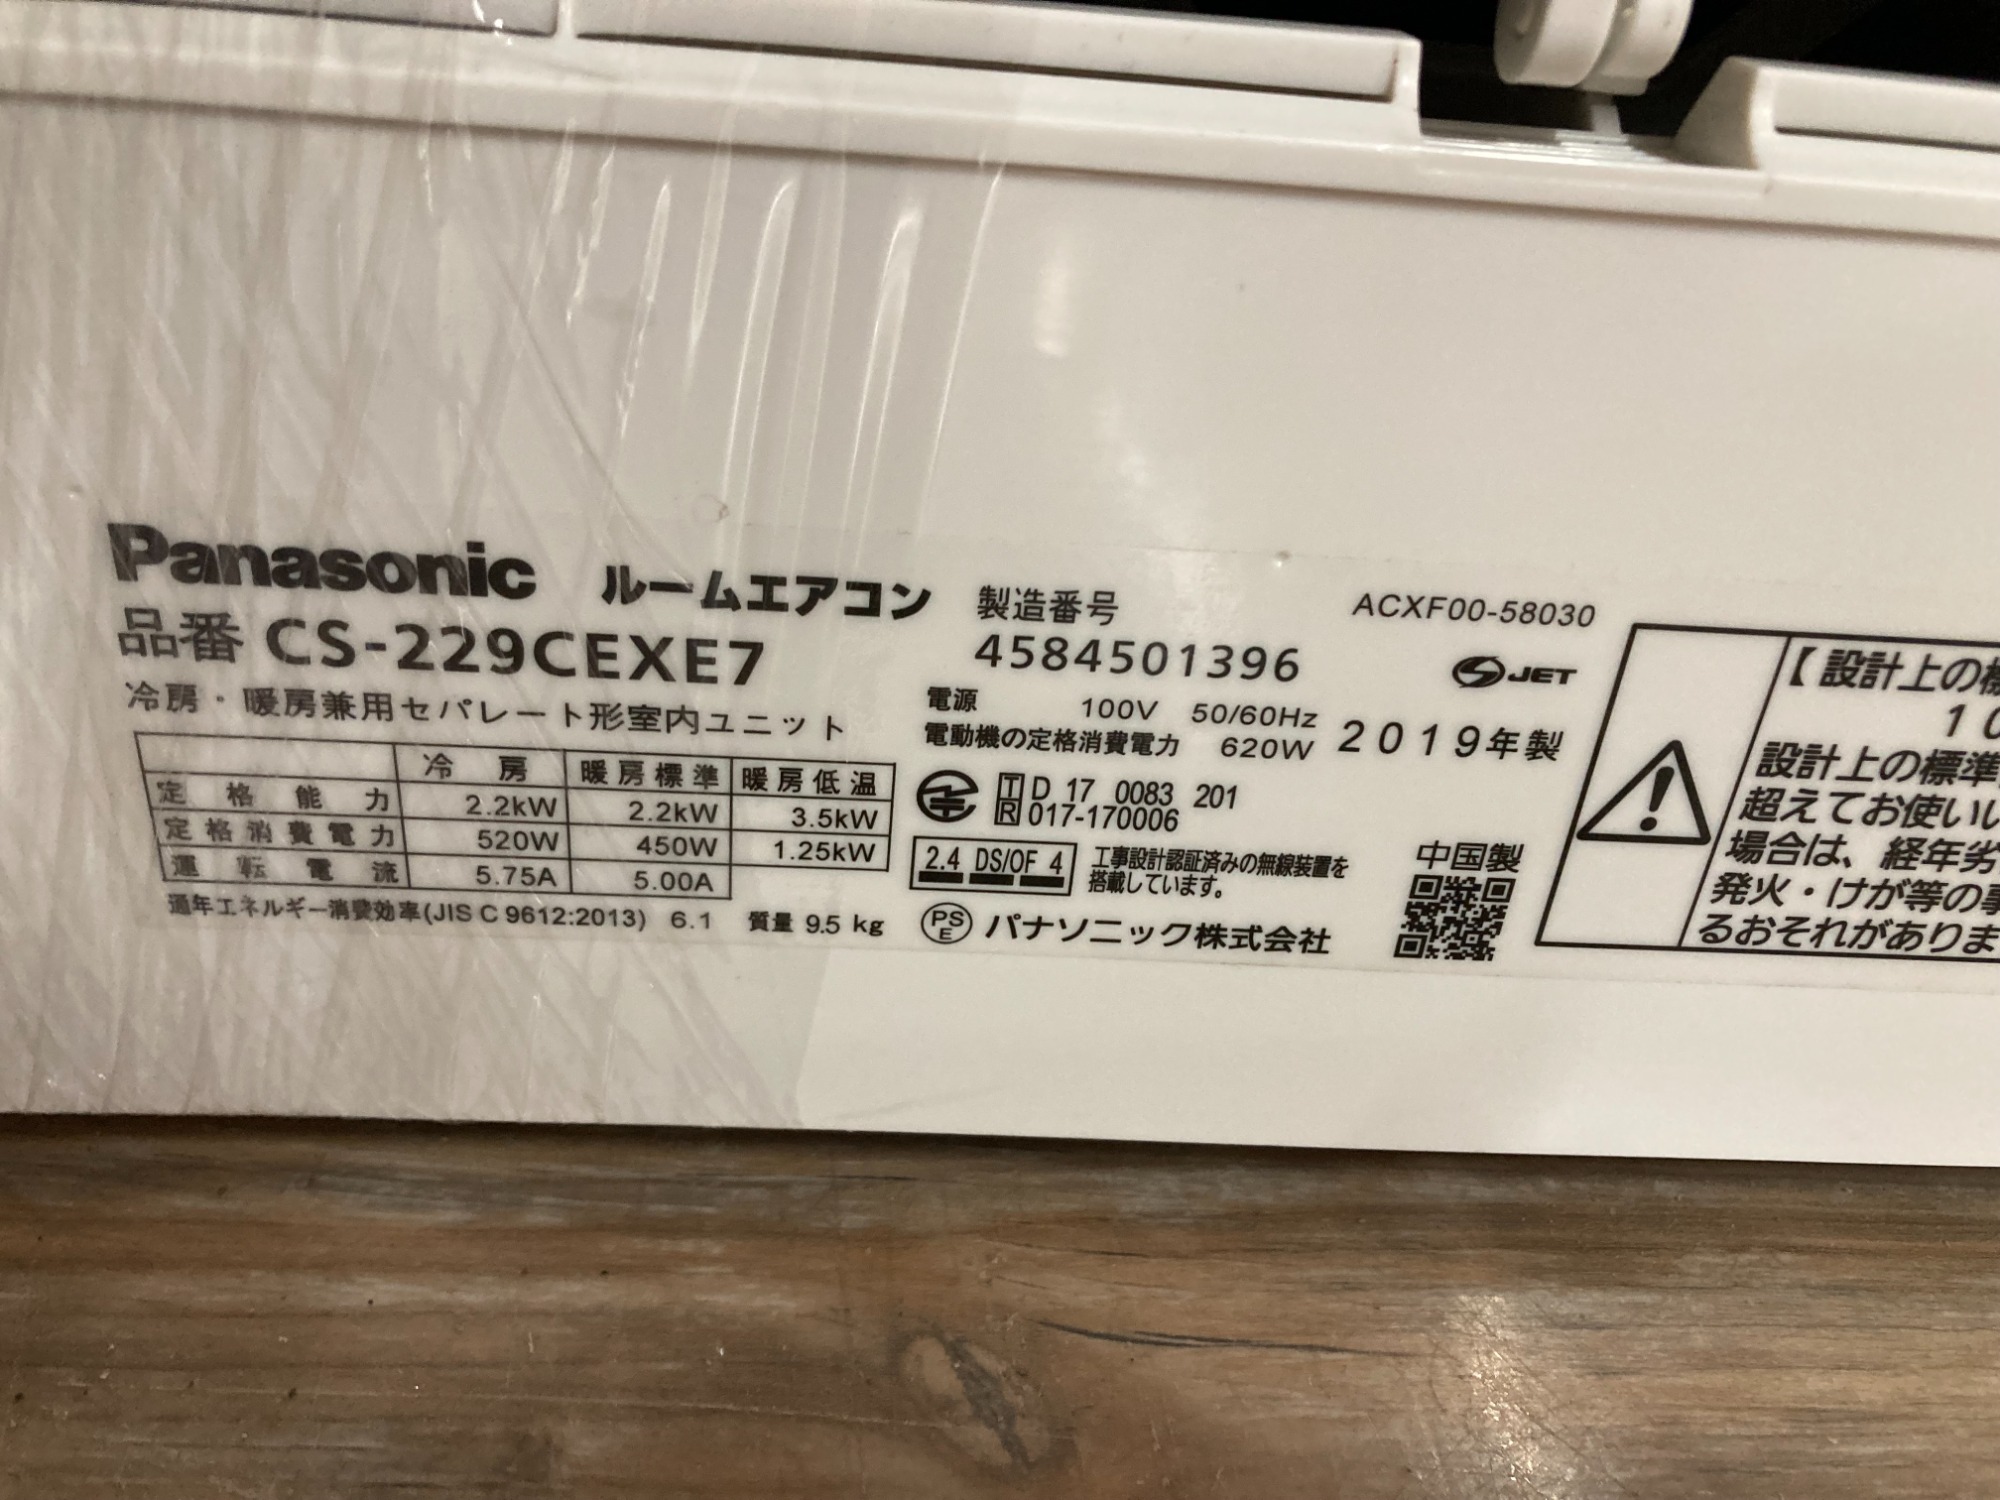 Panasonic ルームエアコン
品番 CS-229CEXE7
冷房・暖房兼用セパレート形室内ユニット
冷房 暖房標準 暖房低温
定格能力 2.2kW 2.2kW 3.5kW
定格消費電力 520W 450W 1.25kW
運転電流 5.75A 5.00A
通年エネルギー消費効率(JIS C 9612:2013) 6.1 質量 9.5 kg
製造番号 ACXF00-58030
4584501396
JET
電源 100V 50/60Hz
電動機の定格消費電力 620W
2019年製
T D 17 0083 201
R 017-170006
2.4 DS/OF 4
工事設計認証済みの無線装置を
搭載しています。
PS
E
パナソニック株式会社
中国製
【設計上の標
10
設計上の標準
超えてお使いい
場合は、経年劣
発火・けが等の事
るおそれがありま